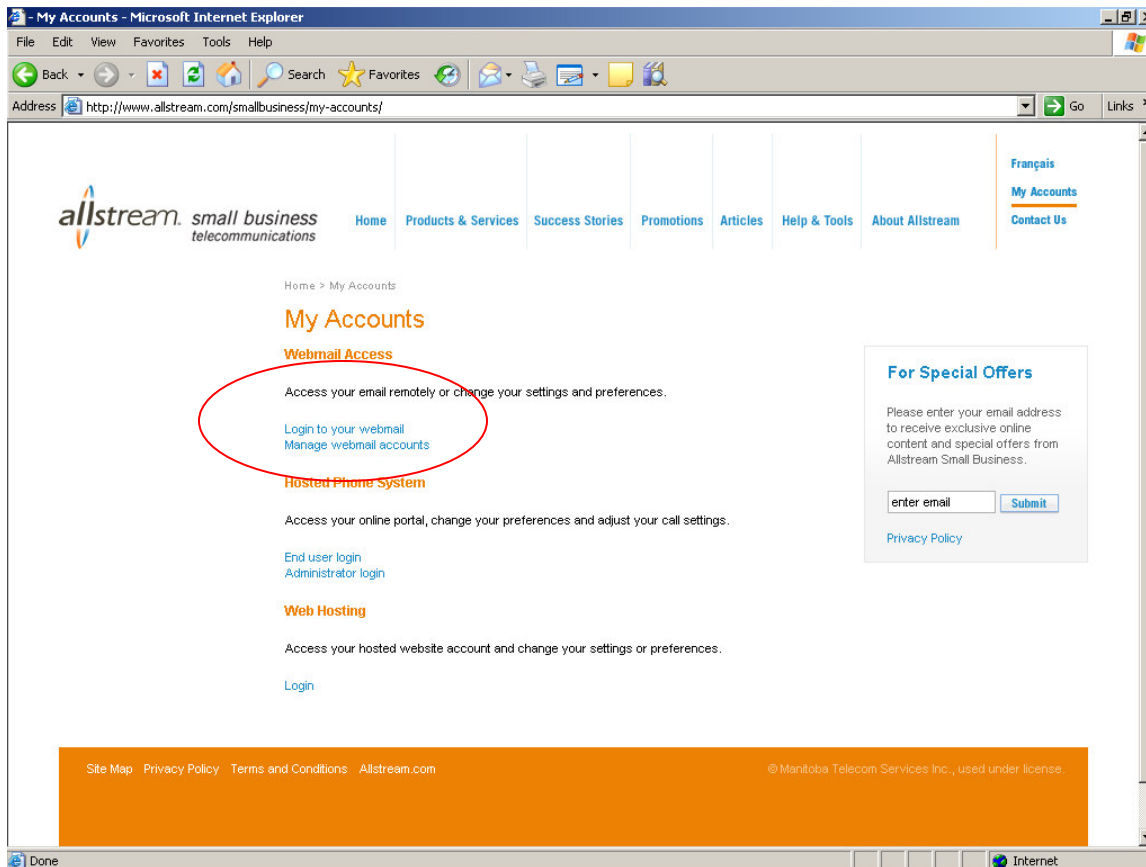 - My Accounts - Microsoft Internet Explorer
File Edit View Favorites Tools Help
Back Search Favorites
Address http://www.allstream.com/smallbusiness/my-accounts/ Go Links
Français
My Accounts
Contact Us
allstream. small business
telecommunications
Home Products & Services Success Stories Promotions Articles Help & Tools About Allstream
Home > My Accounts
My Accounts
Webmail Access
Access your email remotely or change your settings and preferences.
Login to your webmail
Manage webmail accounts
Hosted Phone System
Access your online portal, change your preferences and adjust your call settings.
End user login
Administrator login
Web Hosting
Access your hosted website account and change your settings or preferences.
Login
For Special Offers
Please enter your email address
to receive exclusive online
content and special offers from
Allstream Small Business.
enter email Submit
Privacy Policy
Site Map Privacy Policy Terms and Conditions Allstream.com
© Manitoba Telecom Services Inc., used under license.
Done Internet